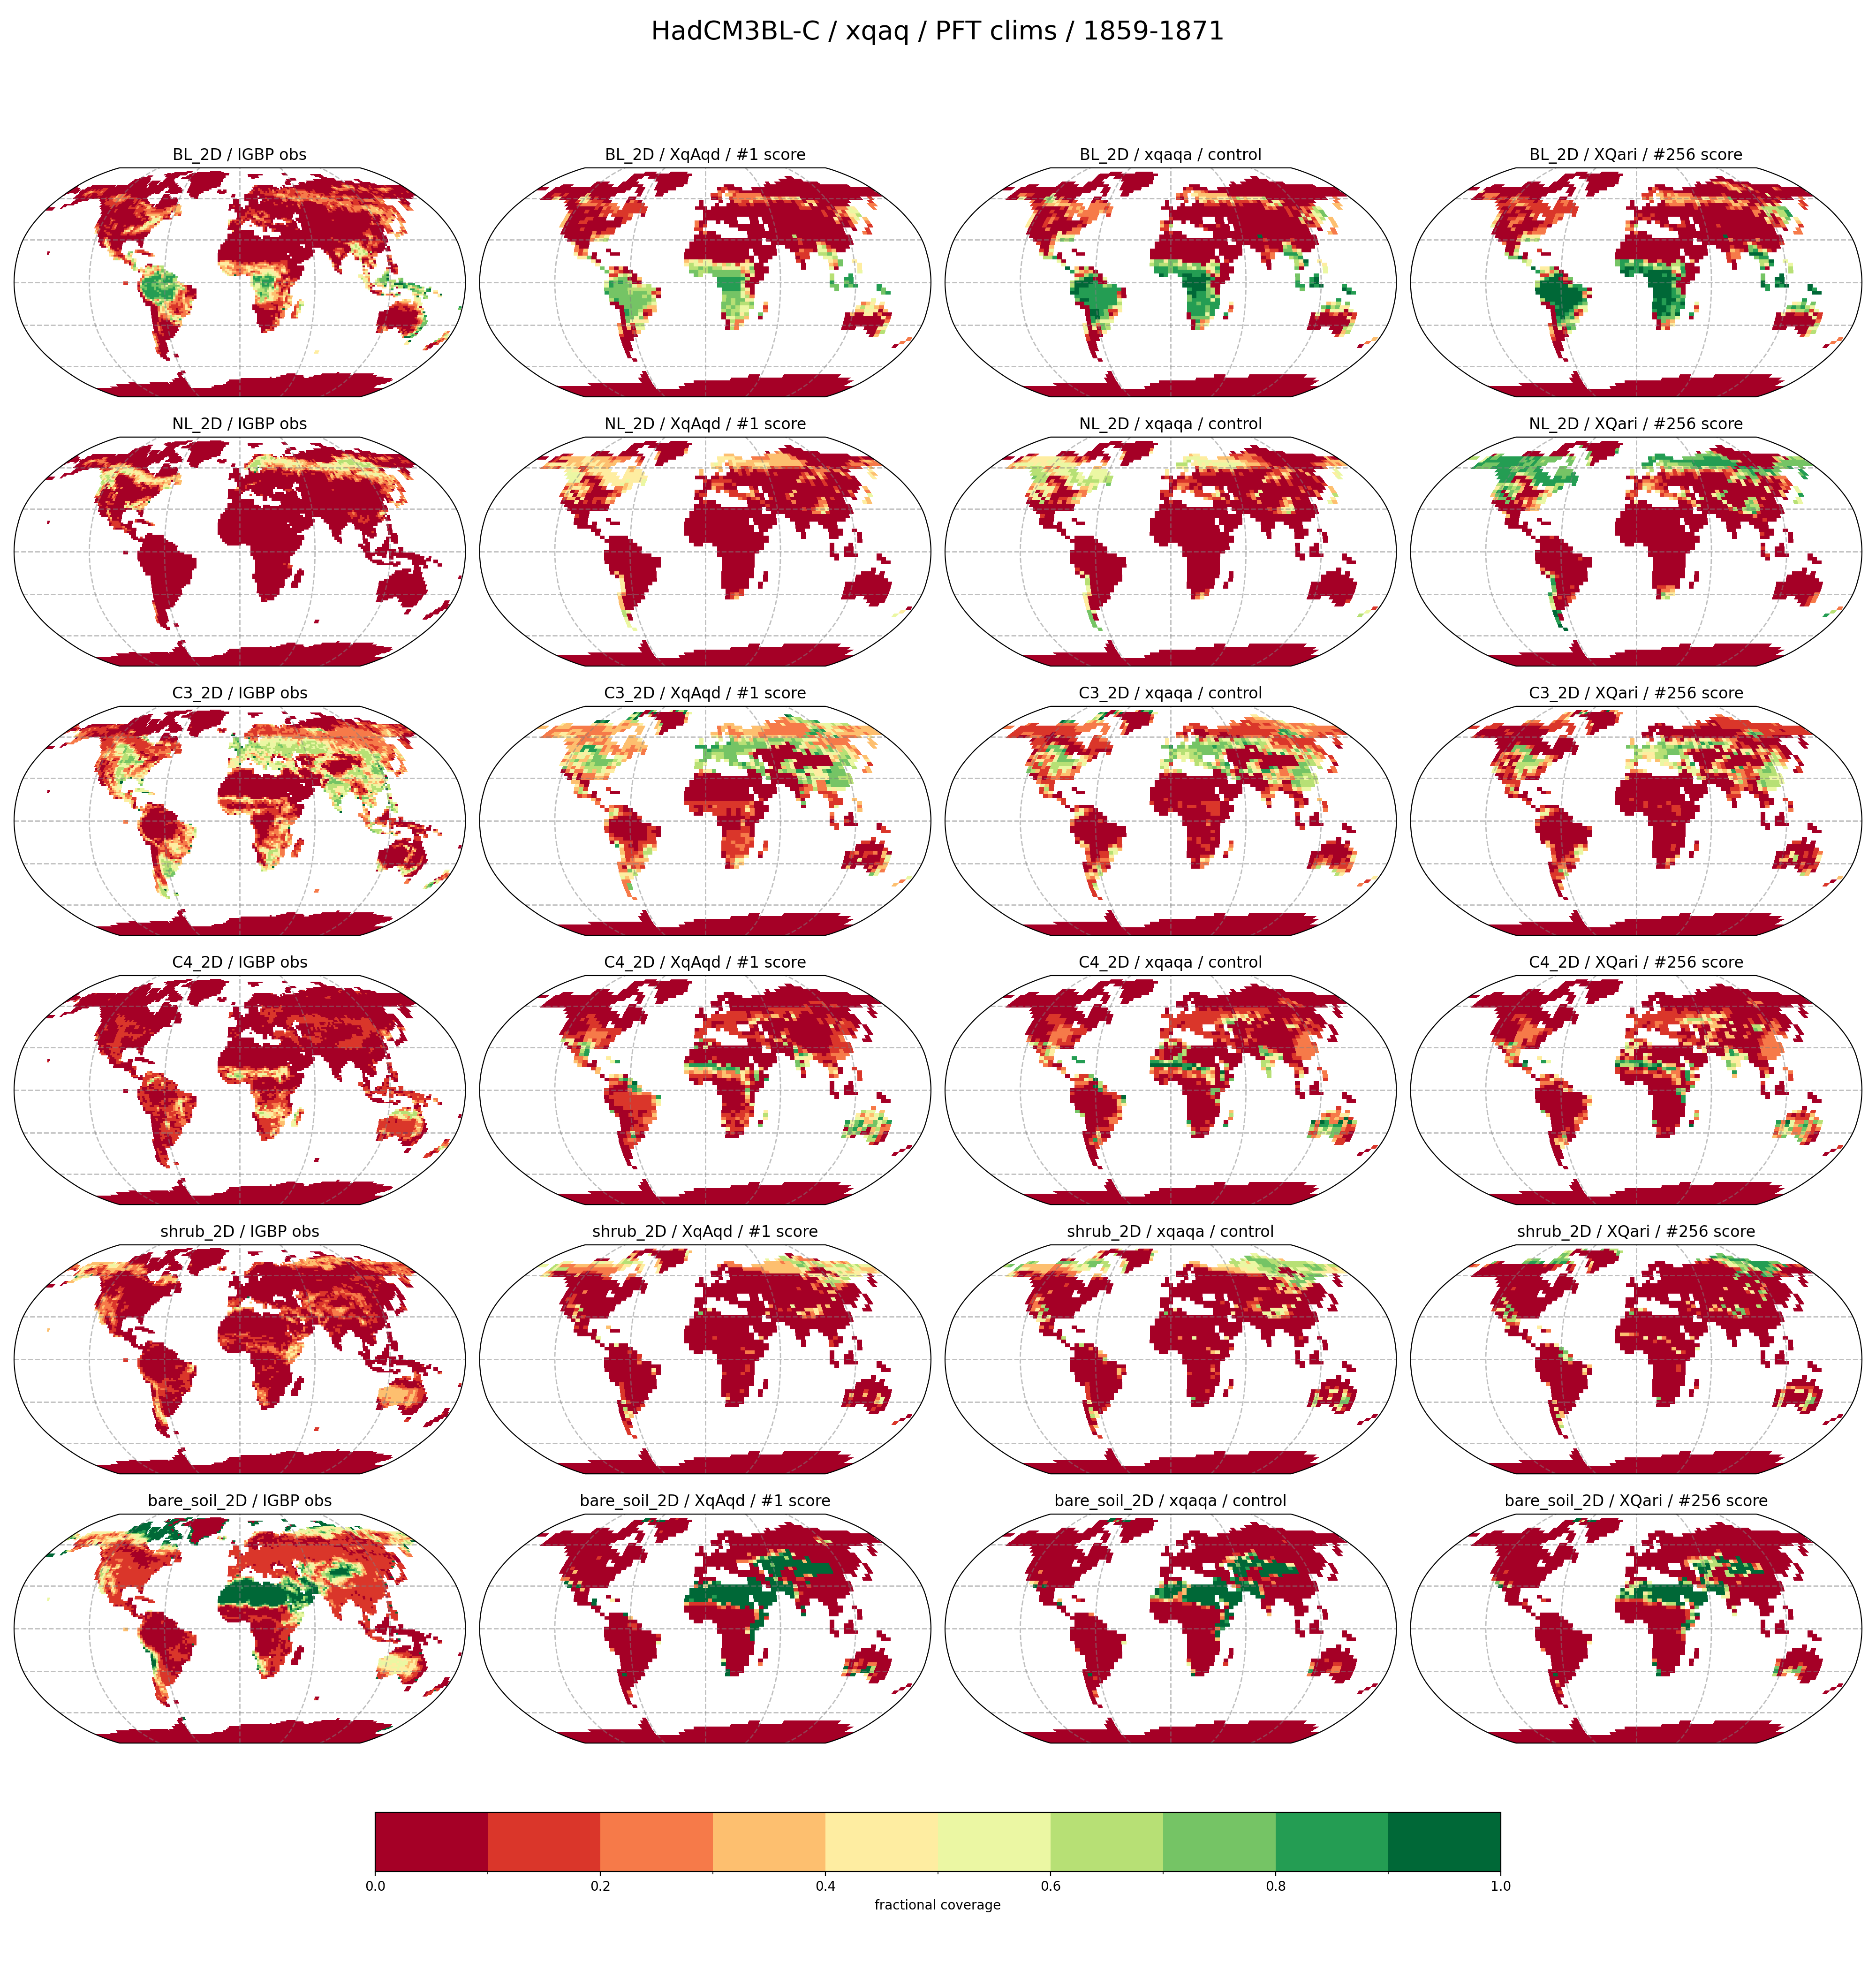 HadCM3BL-C / xqaq / PFT clims / 1859-1871
BL_2D / IGBP obs
BL_2D / XqAqd / #1 score
BL_2D / xqaqa / control
BL_2D / XQari / #256 score
NL_2D / IGBP obs
NL_2D / XqAqd / #1 score
NL_2D / xqaqa / control
NL_2D / XQari / #256 score
C3_2D / IGBP obs
C3_2D / XqAqd / #1 score
C3_2D / xqaqa / control
C3_2D / XQari / #256 score
C4_2D / IGBP obs
C4_2D / XqAqd / #1 score
C4_2D / xqaqa / control
C4_2D / XQari / #256 score
shrub_2D / IGBP obs
shrub_2D / XqAqd / #1 score
shrub_2D / xqaqa / control
shrub_2D / XQari / #256 score
bare_soil_2D / IGBP obs
bare_soil_2D / XqAqd / #1 score
bare_soil_2D / xqaqa / control
bare_soil_2D / XQari / #256 score
0.0 0.2 0.4 0.6 0.8 1.0
fractional coverage